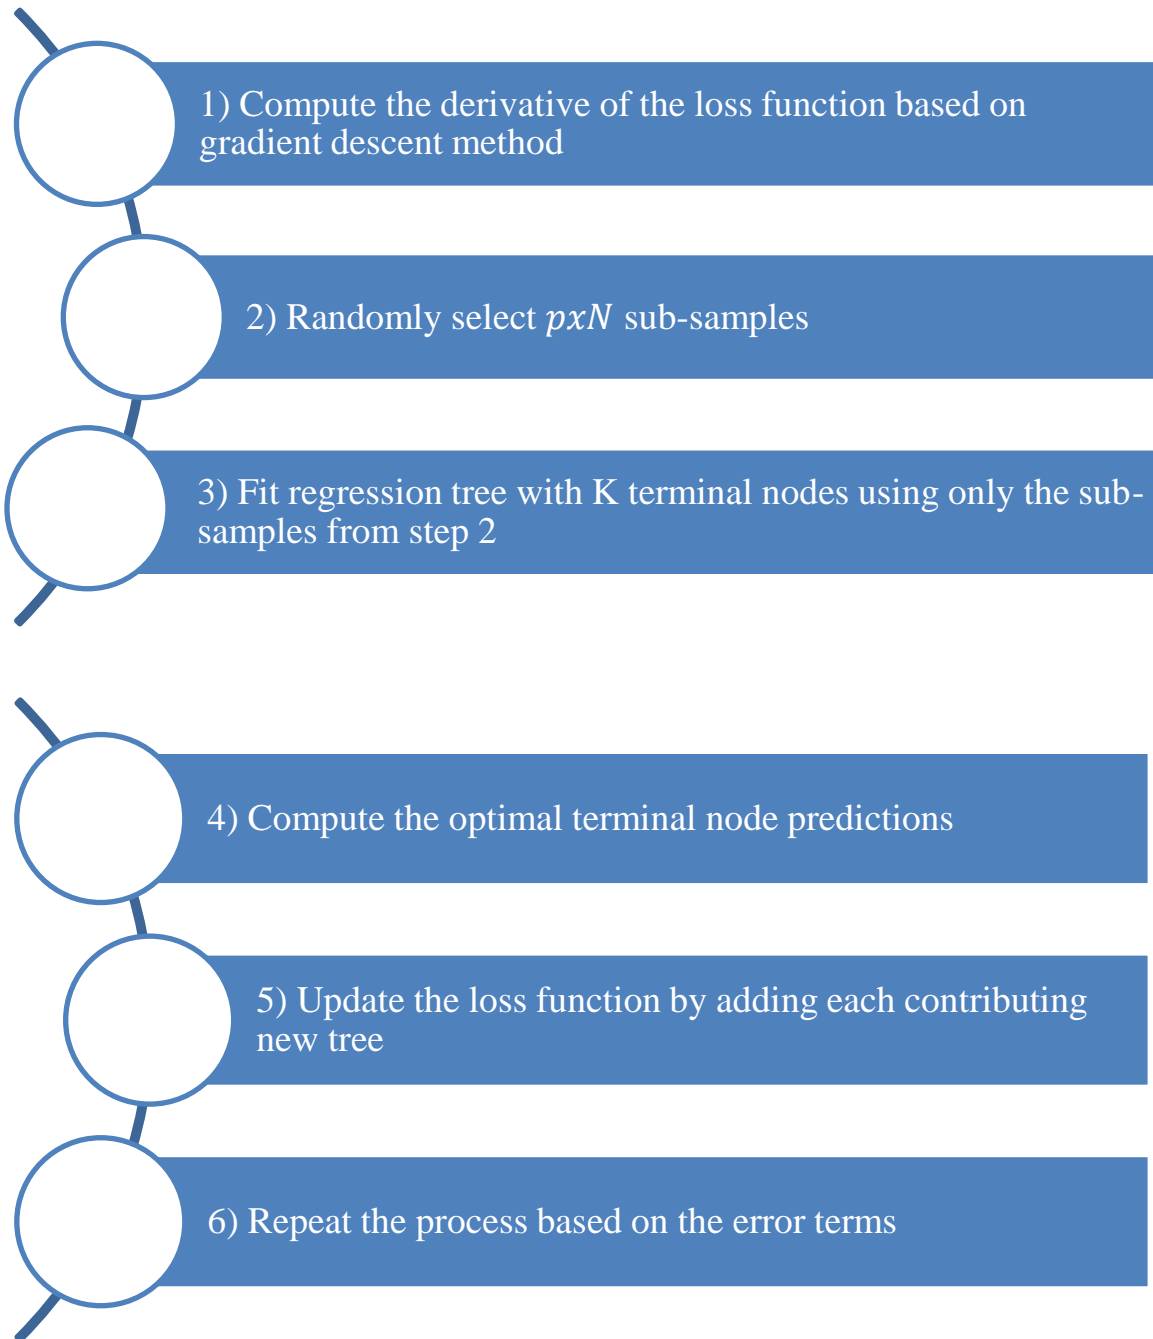 1) Compute the derivative of the loss function based on
gradient descent method
2) Randomly select pxN sub-samples
3) Fit regression tree with K terminal nodes using only the sub-
samples from step 2
4) Compute the optimal terminal node predictions
5) Update the loss function by adding each contributing
new tree
6) Repeat the process based on the error terms